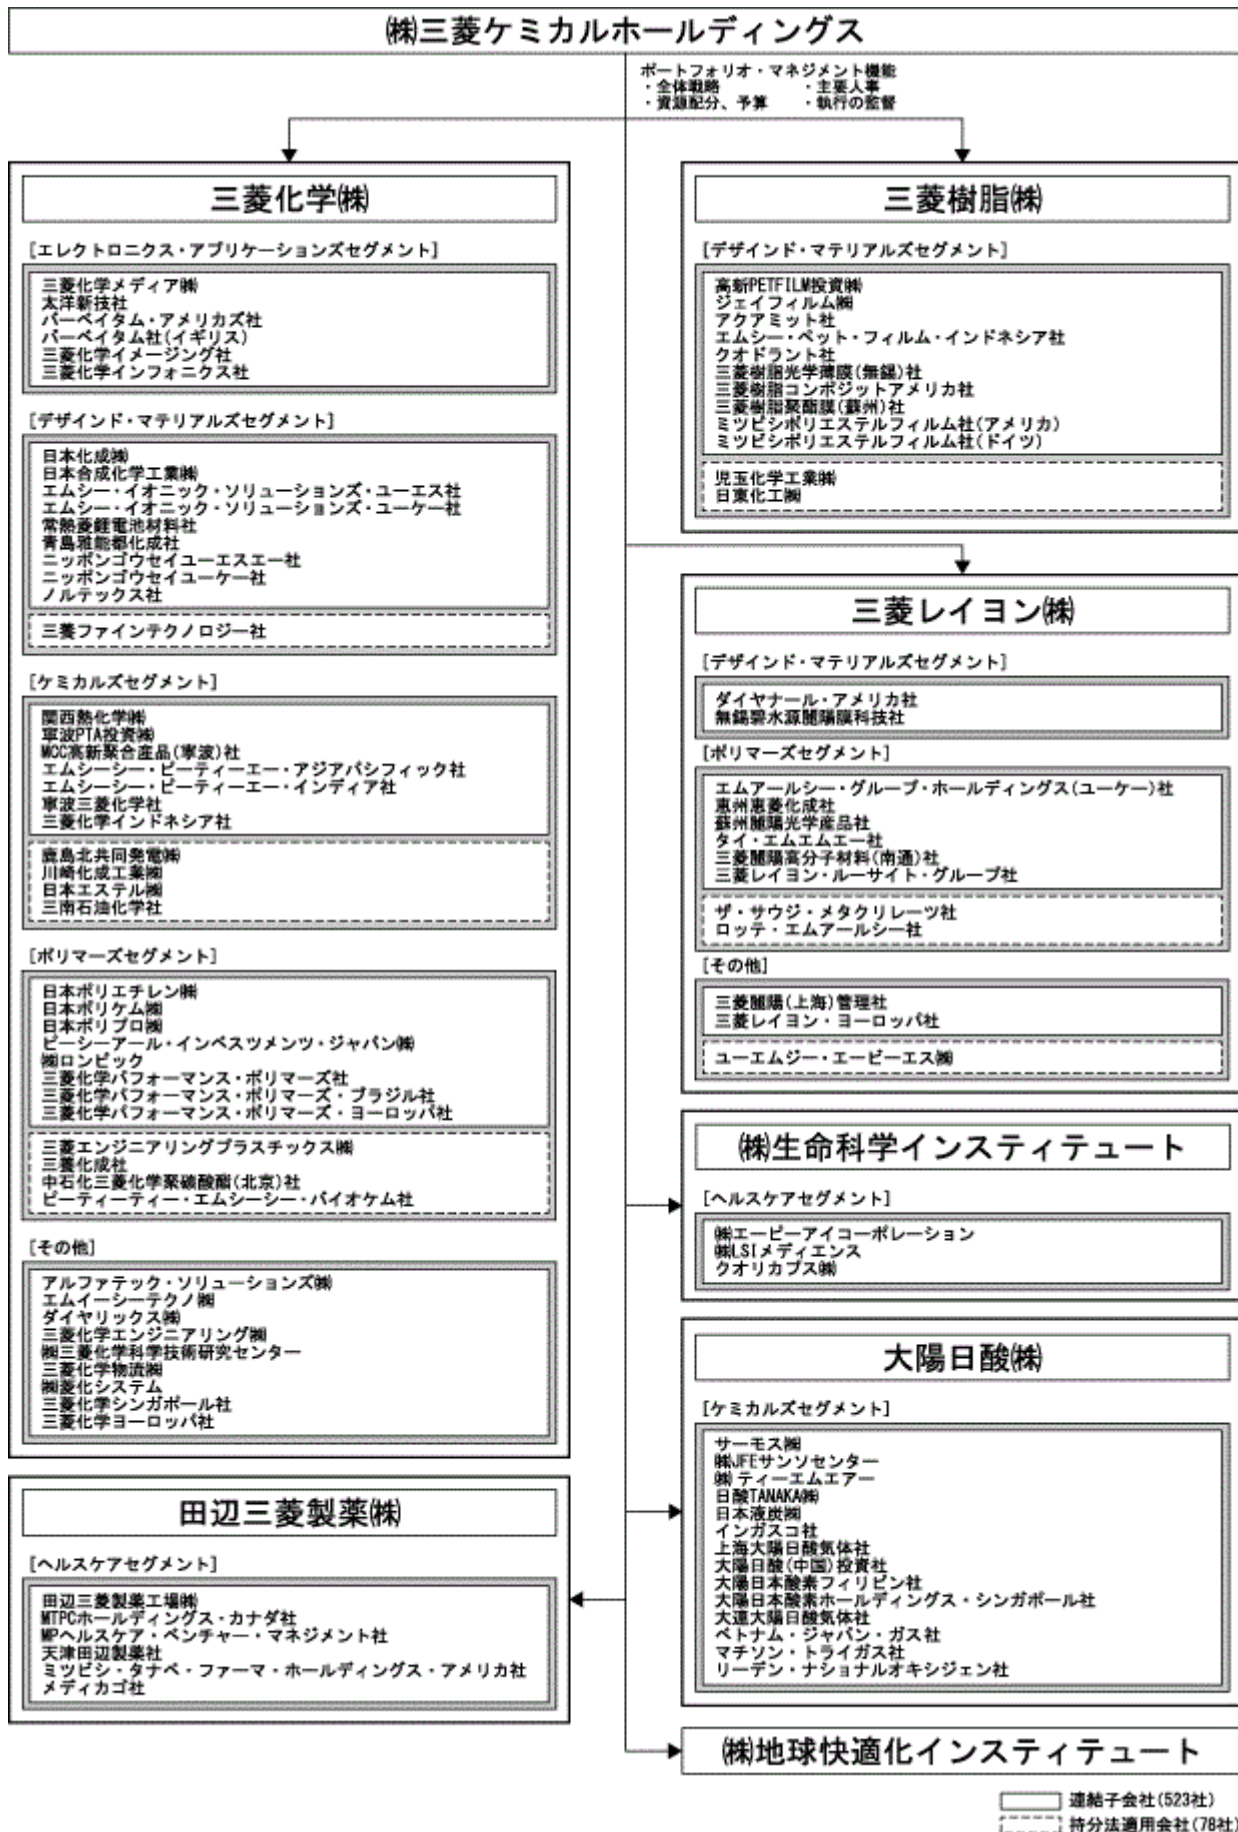 ㈱三菱ケミカルホールディングス
ポートフォリオ・マネジメント機能
・全体戦略 ・主要人事
・資源配分、予算 ・執行の監督
三菱化学㈱
[エレクトロニクス・アプリケーションズセグメント]
三菱化学メディア㈱
太洋新技社
バーベイタム・アメリカズ社
バーベイタム社(イギリス)
三菱化学イメージング社
三菱化学インフォニクス社
[デザインド・マテリアルズセグメント]
日本化成㈱
日本合成化学工業㈱
エムシー・イオニック・ソリューションズ・ユーエス社
エムシー・イオニック・ソリューションズ・ユーケー社
常熱菱鋰電池材料社
青島雅能都化成社
ニッポンゴウセイユーエスエー社
ニッポンゴウセイユーケー社
ノルテックス社
三養ファインテクノロジー社
[ケミカルズセグメント]
関西熱化学㈱
寧波PTA投資㈱
MCC高新聚合産品(寧波)社
エムシーシー・ピーティーエー・アジアパシフィック社
エムシーシー・ピーティーエー・インディア社
寧波三菱化学社
三菱化学インドネシア社
鹿島北共同発電㈱
川崎化成工業㈱
日本エステル㈱
三南石油化学社
[ポリマーズセグメント]
日本ポリエチレン㈱
日本ポリケム㈱
日本ポリプロ㈱
ピーシーアール・インベスツメンツ・ジャパン㈱
㈱ロンビック
三菱化学パフォーマンス・ポリマーズ社
三菱化学パフォーマンス・ポリマーズ・ブラジル社
三菱化学パフォーマンス・ポリマーズ・ヨーロッパ社
三菱エンジニアリングプラスチックス㈱
三養化成社
中石化三菱化学聚碳酸酯(北京)社
ピーティーティー・エムシーシー・バイオケム社
[その他]
アルファテック・ソリューションズ㈱
エムイーシーテクノ㈱
ダイヤリックス㈱
三菱化学エンジニアリング㈱
㈱三菱化学科学技術研究センター
三菱化学物流㈱
㈱菱化システム
三菱化学シンガポール社
三菱化学ヨーロッパ社
田辺三菱製薬㈱
[ヘルスケアセグメント]
田辺三菱製薬工場㈱
MTPCホールディングス・カナダ社
MPヘルスケア・ベンチャー・マネジメント社
天津田辺製薬社
ミツビシ・タナベ・ファーマ・ホールディングス・アメリカ社
メディカゴ社
三菱樹脂㈱
[デザインド・マテリアルズセグメント]
高新PETFILM投資㈱
ジェイフィルム㈱
アクアミット社
エムシー・ペット・フィルム・インドネシア社
クオドラント社
三菱樹脂光学薄膜(無錫)社
三菱樹脂コンポジットアメリカ社
三菱樹脂聚酯膜(蘇州)社
ミツビシポリエステルフィルム社(アメリカ)
ミツビシポリエステルフィルム社(ドイツ)
児玉化学工業㈱
日東化工㈱
三菱レイヨン㈱
[デザインド・マテリアルズセグメント]
ダイヤナール・アメリカ社
無錫碧水源麗陽膜科技社
[ポリマーズセグメント]
エムアールシー・グループ・ホールディングス(ユーケー)社
恵州恵菱化成社
蘇州麗陽光学産品社
タイ・エムエムエー社
三菱麗陽高分子材料(南通)社
三菱レイヨン・ルーサイト・グループ社
ザ・サウジ・メタクリレーツ社
ロッテ・エムアールシー社
[その他]
三菱麗陽(上海)管理社
三菱レイヨン・ヨーロッパ社
ユーエムジー・エービーエス㈱
㈱生命科学インスティテュート
[ヘルスケアセグメント]
㈱エーピーアイコーポレーション
㈱LSIメディエンス
クオリカプス㈱
大陽日酸㈱
[ケミカルズセグメント]
サーモス㈱
㈱JFEサンソセンター
㈱ティーエムエアー
日酸TANAKA㈱
日本液炭㈱
インガスコ社
上海大陽日酸気体社
大陽日酸(中国)投資社
大陽日本酸素フィリピン社
大陽日本酸素ホールディングス・シンガポール社
大連大陽日酸気体社
ベトナム・ジャパン・ガス社
マチソン・トライガス社
リーデン・ナショナルオキシジェン社
㈱地球快適化インスティテュート
連結子会社(523社)
持分法適用会社(78社)